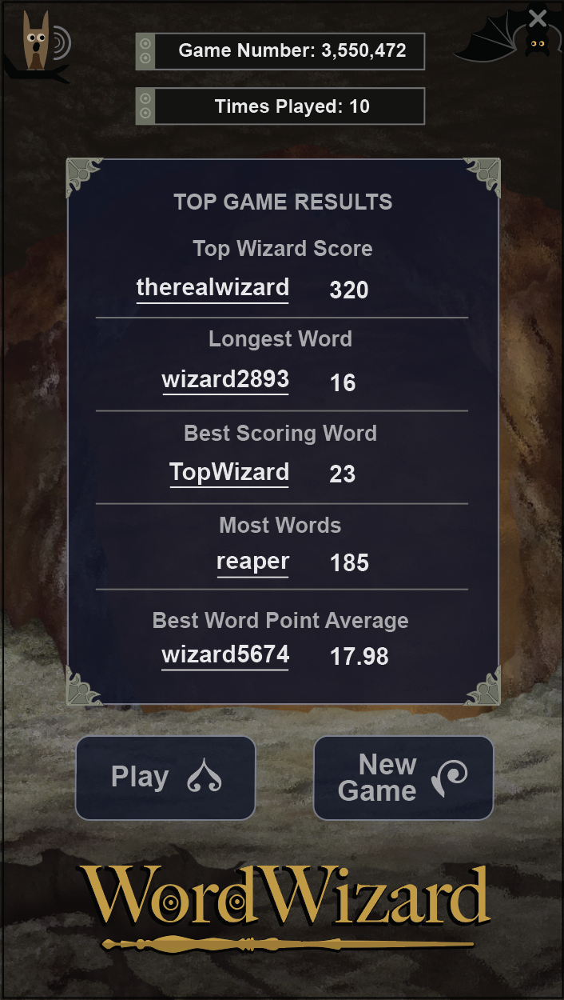 Game Number: 3,550,472
Times Played: 10
TOP GAME RESULTS
Top Wizard Score
therealwizard 320
Longest Word
wizard2893 16
Best Scoring Word
TopWizard 23
Most Words
reaper 185
Best Word Point Average
wizard5674 17.98
Play
New
Game
WordWizard